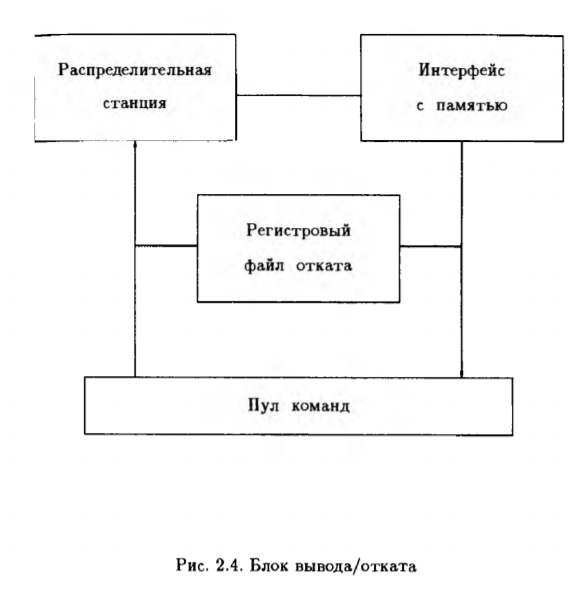 Распределительная
станция
Интерфейс
с памятью
Регистровый
файл отката
Пул команд
Рис. 2.4. Блок вывода/отката